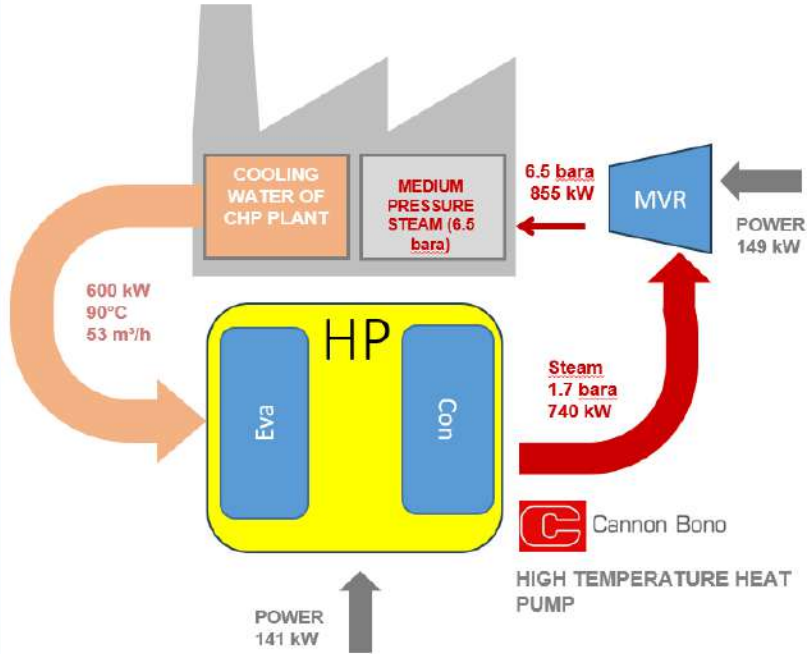 COOLING
WATER OF
CHP PLANT
MEDIUM
PRESSURE
STEAM (6.5
bara)
6.5 bara
855 kW
MVR
POWER
149 kW
600 kW
90°C
53 m³/h
HP
Eva
Con
Steam
1.7 bara
740 kW
Cannon Bono
HIGH TEMPERATURE HEAT
PUMP
POWER
141 kW